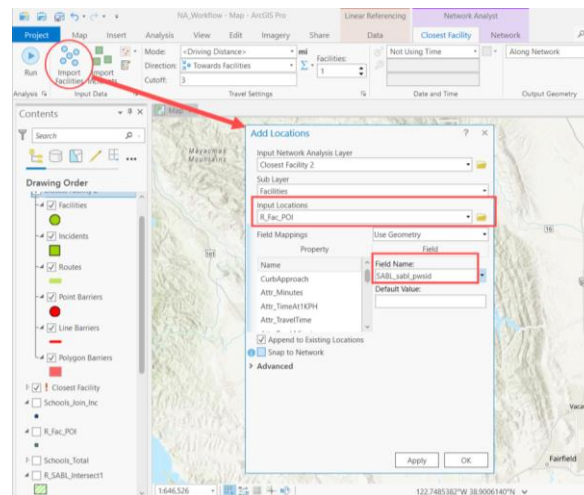 NA_Workflow - Map - ArcGIS Pro
Linear Referencing
Network Analyst
Project Map Insert Analysis View Edit Imagery Share Data Closest Facility Network
Run
Import Facilities
Import
Mode: <Driving Distance>
Direction: Towards Facilities
Cutoff: 3
mi
Facilities:
1
Not Using Time
Along Network
Analysis
Input Data
Travel Settings
Date and Time
Output Geometry
Contents
Map
Search
Drawing Order
Facilities
Incidents
Routes
Point Barriers
Line Barriers
Polygon Barriers
Closest Facility
Schools_Join_Inc
R_Fac_POI
Schools_Total
R_SABL_Intersect1
Mayacmas
Mountains
101
16
Add Locations
Input Network Analysis Layer
Closest Facility 2
Sub Layer
Facilities
Input Locations
R_Fac_POI
Field Mappings
Use Geometry
Property
Field
Name
CurbApproach
Attr_Minutes
Attr_TimeAt1KPH
Attr_TravelTime
Field Name:
SABL_sabl_pwsid
Default Value:
Append to Existing Locations
Snap to Network
Advanced
Apply
OK
Vaca
Fairfield
1:646,526
122.7485382°W 38.9006140°N